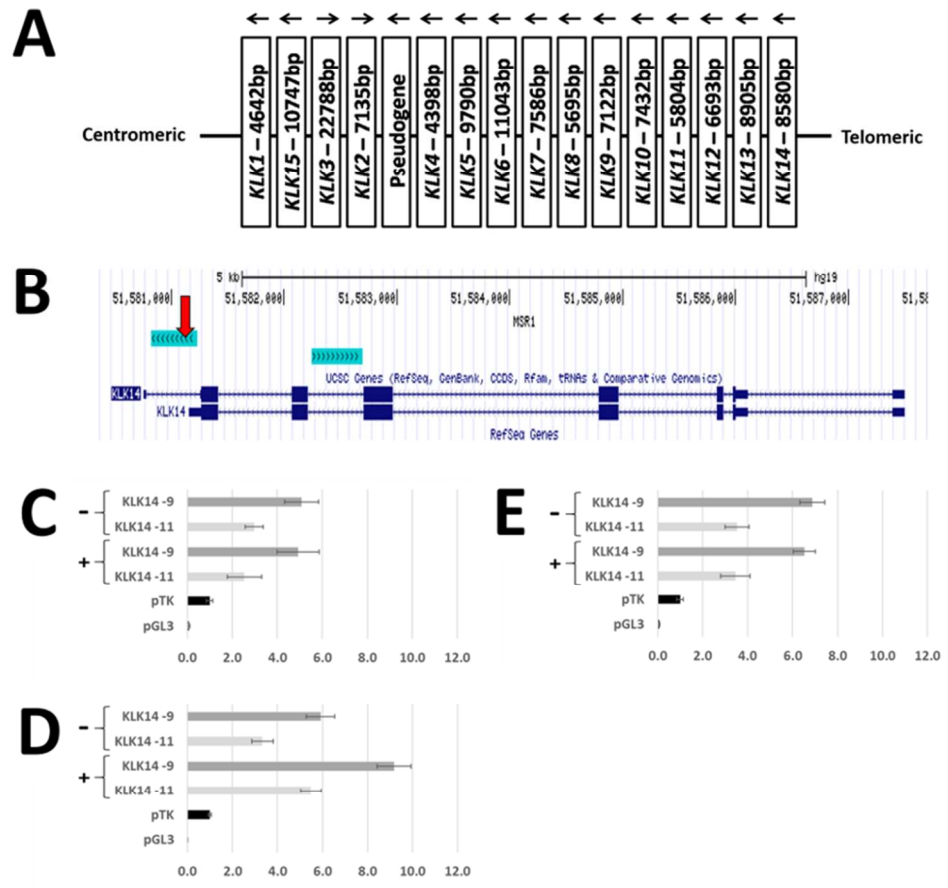 A
Centromeric
KLK1 – 4642bp
KLK15 – 10747bp
KLK3 – 22788bp
KLK2 – 7135bp
Pseudogene
KLK4 – 4398bp
KLK5 – 9790bp
KLK6 – 11043bp
KLK7 – 7586bp
KLK8 – 5695bp
KLK9 – 7122bp
KLK10 – 7432bp
KLK11 – 5804bp
KLK12 – 6693bp
KLK13 – 8905bp
KLK14 – 8580bp
Telomeric
B
5 kb hg19
51,581,000 51,582,000 51,583,000 51,584,000 51,585,000 51,586,000 51,587,000
MSR1
UCSC Genes (RefSeq, GenBank, CCDS, Rfam, tRNAs & Comparative Genomics)
KLK14
KLK14
RefSeq Genes
C
-
KLK14 -9
KLK14 -11
+
KLK14 -9
KLK14 -11
pTK
pGL3
0.0 2.0 4.0 6.0 8.0 10.0 12.0
E
-
KLK14 -9
KLK14 -11
+
KLK14 -9
KLK14 -11
pTK
pGL3
0.0 2.0 4.0 6.0 8.0 10.0 12.0
D
-
KLK14 -9
KLK14 -11
+
KLK14 -9
KLK14 -11
pTK
pGL3
0.0 2.0 4.0 6.0 8.0 10.0 12.0